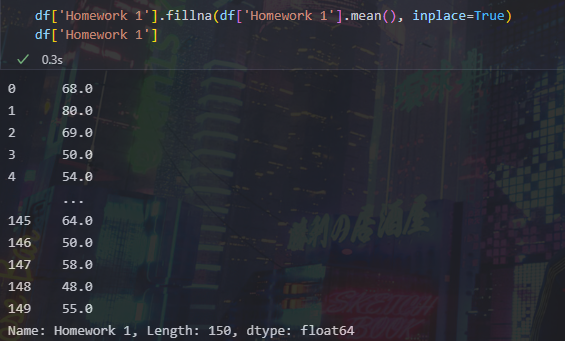 df['Homework 1'].fillna(df['Homework 1'].mean(), inplace=True)
df['Homework 1']
0.3s
0 68.0
1 80.0
2 69.0
3 50.0
4 54.0
...
145 64.0
146 50.0
147 58.0
148 48.0
149 55.0
Name: Homework 1, Length: 150, dtype: float64